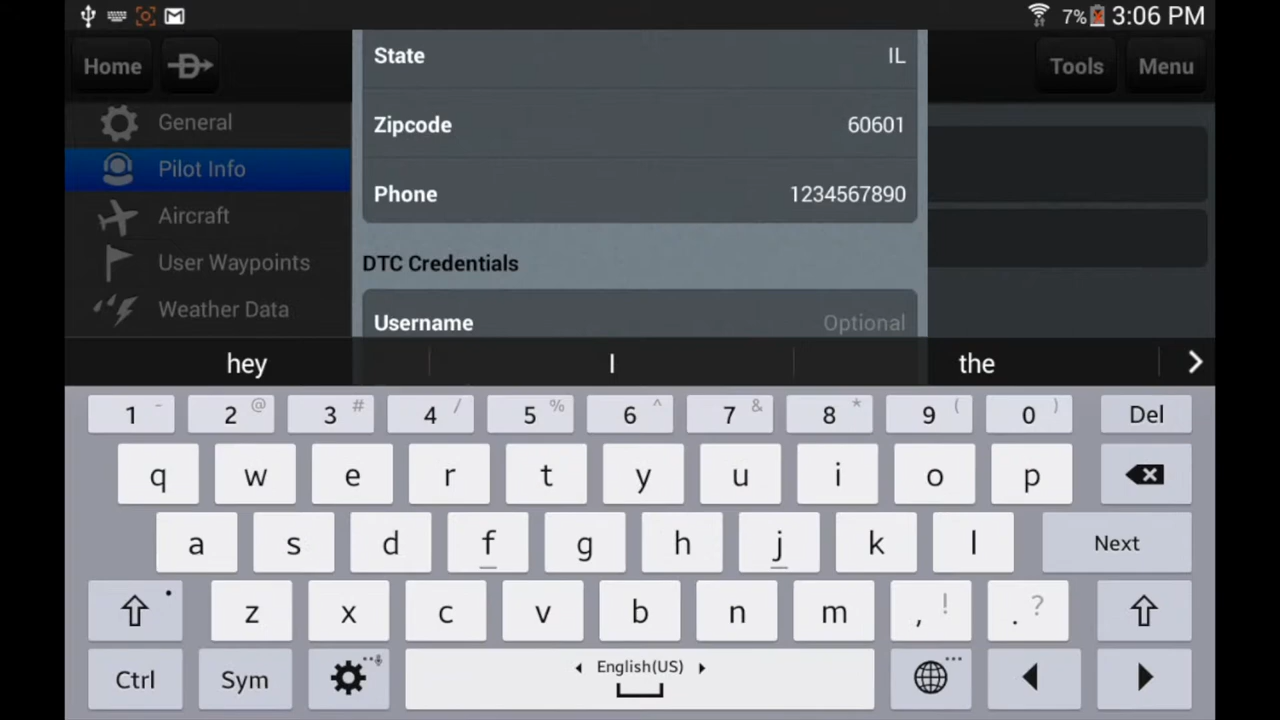 7% 3:06 PM
Home Tools Menu
State IL
General
Zipcode 60601
Pilot Info
Phone 1234567890
Aircraft
User Waypoints
DTC Credentials
Weather Data
Username Optional
hey I the
1 - 2 @ 3 # 4 / 5 % 6 ^ 7 & 8 * 9 ( 0 ) Del
q w e r t y u i o p
a s d f g h j k l Next
z x c v b n m , ! . ?
Ctrl Sym English(US)